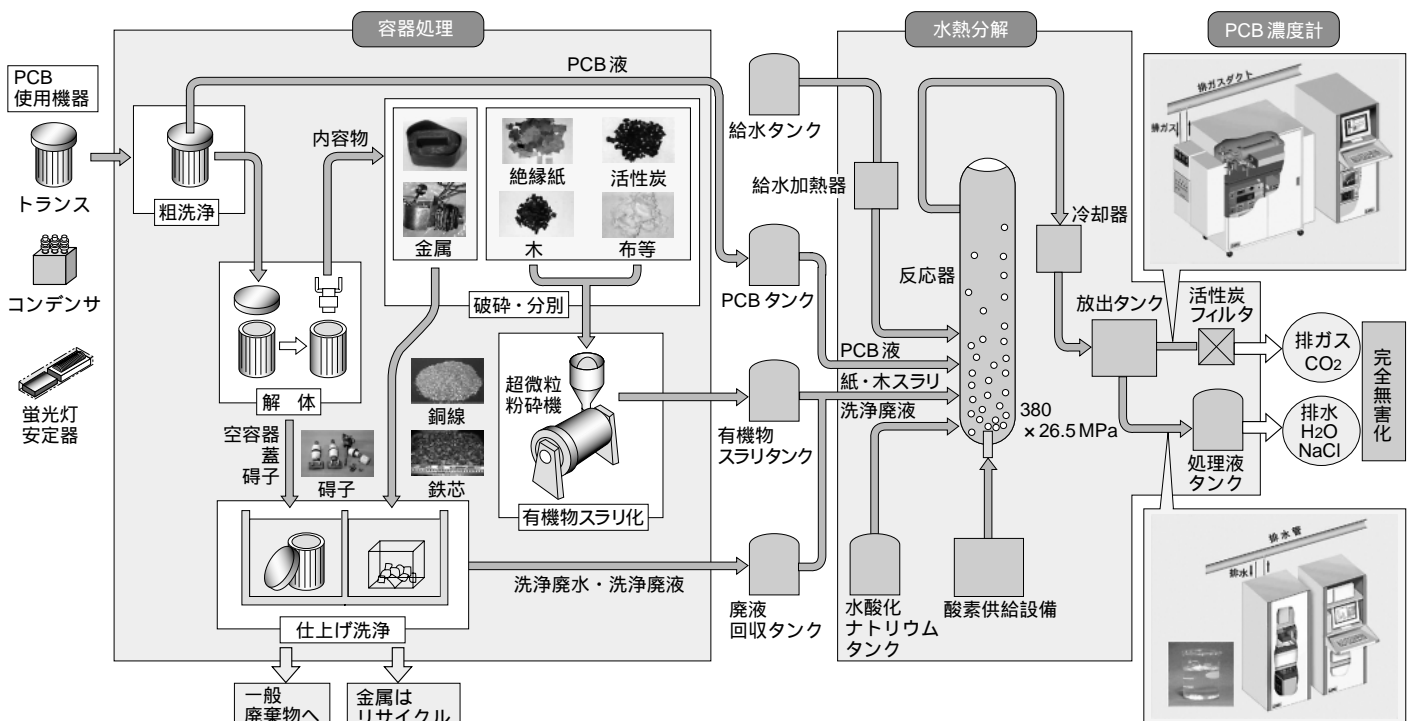 容器処理
水熱分解
PCB濃度計
PCB
使用機器
トランス
コンデンサ
蛍光灯
安定器
粗洗浄
PCB液
内容物
金属
絶縁紙
活性炭
木
布等
破砕・分別
解 体
空容器
蓋
碍子
碍子
銅線
鉄芯
超微粒
粉砕機
有機物スラリ化
仕上げ洗浄
洗浄廃水・洗浄廃液
一般
廃棄物へ
金属は
リサイクル
給水タンク
給水加熱器
PCBタンク
有機物
スラリタンク
廃液
回収タンク
PCB液
紙・木スラリ
洗浄廃液
反応器
380
×26.5 MPa
水酸化
ナトリウム
タンク
酸素供給設備
冷却器
放出タンク
活性炭
フィルタ
処理液
タンク
排ガス
CO2
排水
H2O
NaCl
完全無害化
排ガスダクト
排ガス
排水管
排水